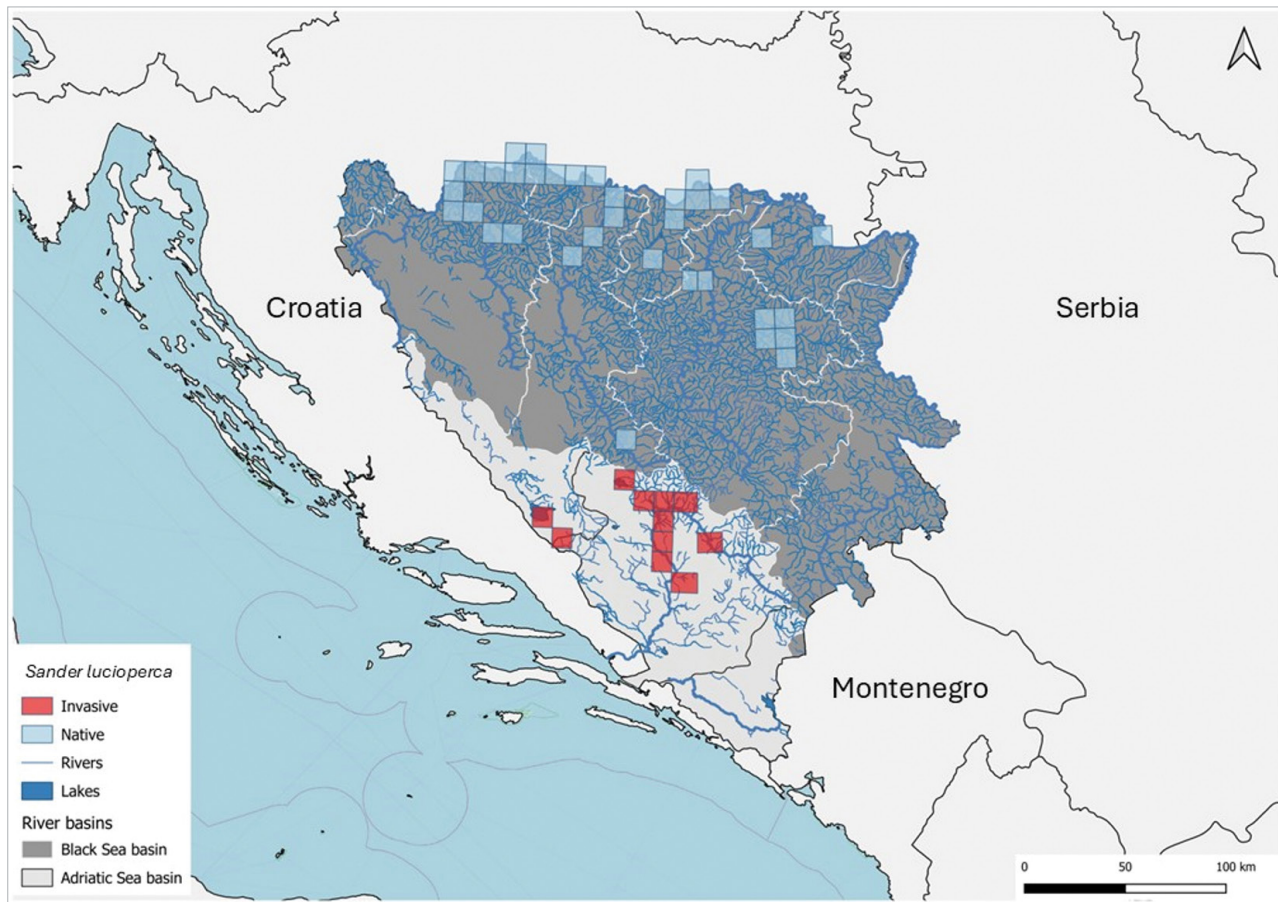 Croatia
Serbia
Montenegro
Sander lucioperca
Invasive
Native
Rivers
Lakes
River basins
Black Sea basin
Adriatic Sea basin
0 50 100 km